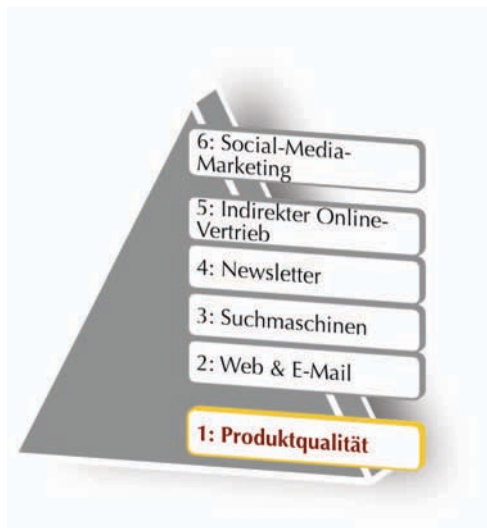 6: Social-Media-
Marketing
5: Indirekter Online-
Vertrieb
4: Newsletter
3: Suchmaschinen
2: Web & E-Mail
1: Produktqualität